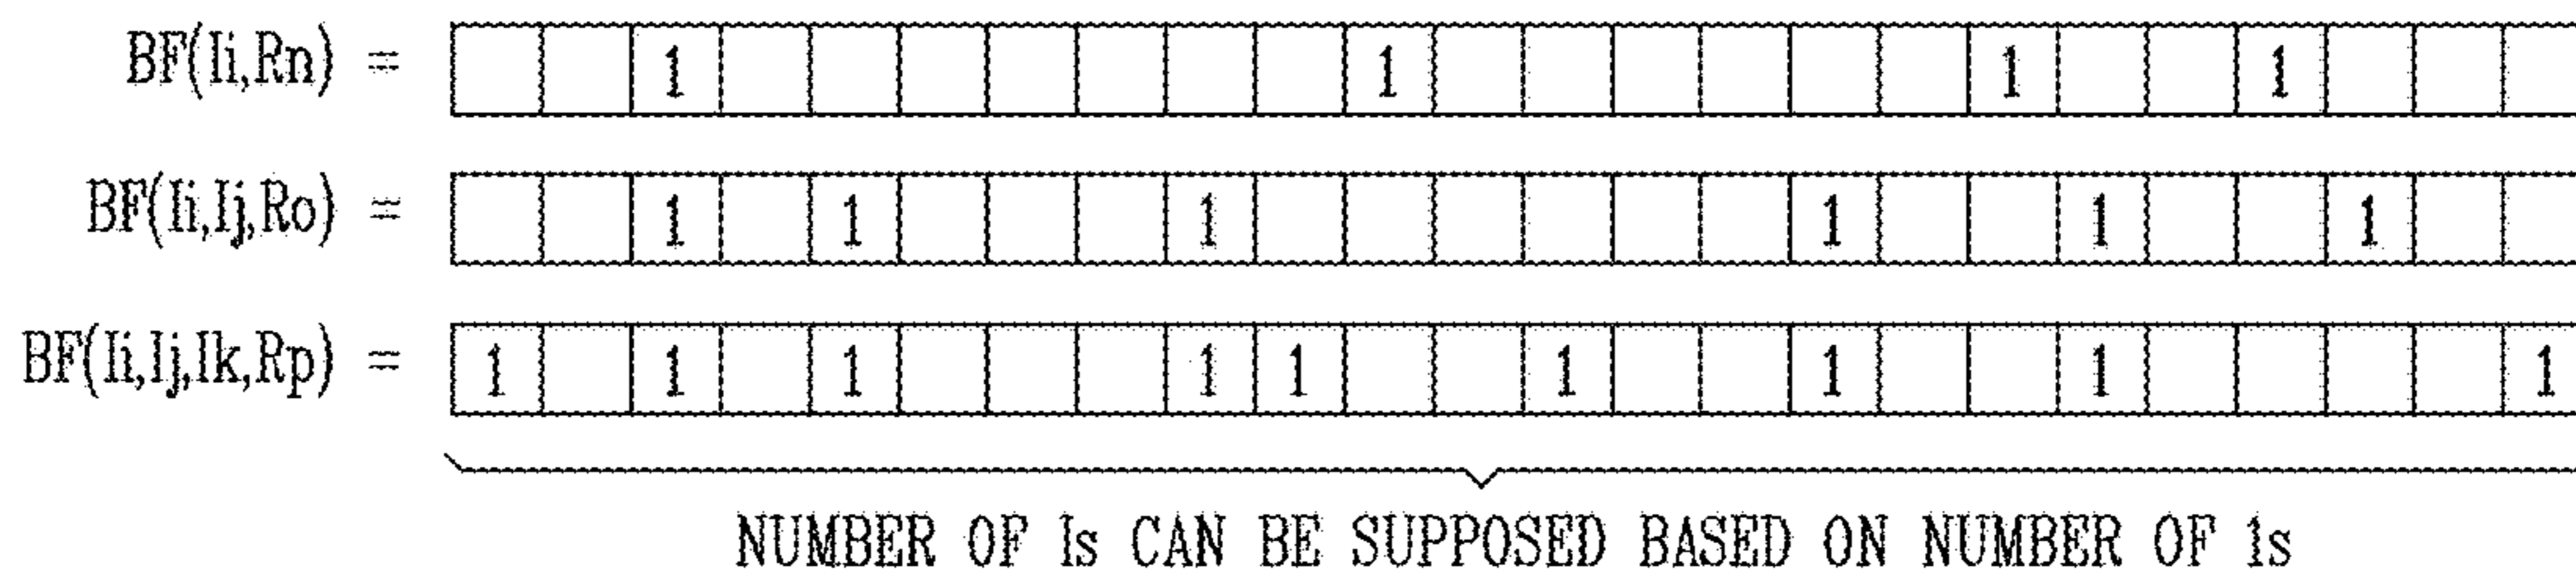 BF(Ii,Rn) = 1 1 1 1
BF(Ii,Ij,Ro) = 1 1 1 1 1 1
BF(Ii,Ij,Ik,Rp) = 1 1 1 1 1 1 1 1 1
NUMBER OF Is CAN BE SUPPOSED BASED ON NUMBER OF 1s